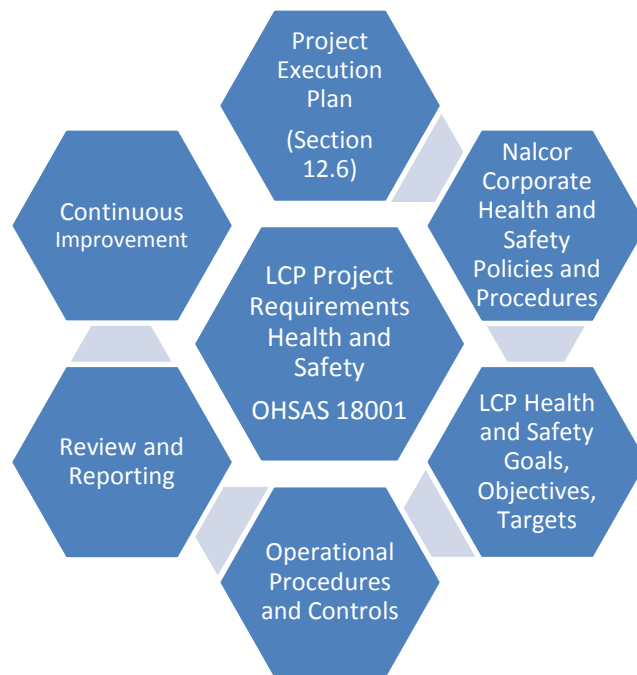 Project
Execution
Plan
(Section
12.6)
Nalcor
Corporate
Health and
Safety
Policies and
Procedures
Continuous
Improvement
LCP Project
Requirements
Health and
Safety
OHSAS 18001
LCP Health
and Safety
Goals,
Objectives,
Targets
Review and
Reporting
Operational
Procedures
and Controls